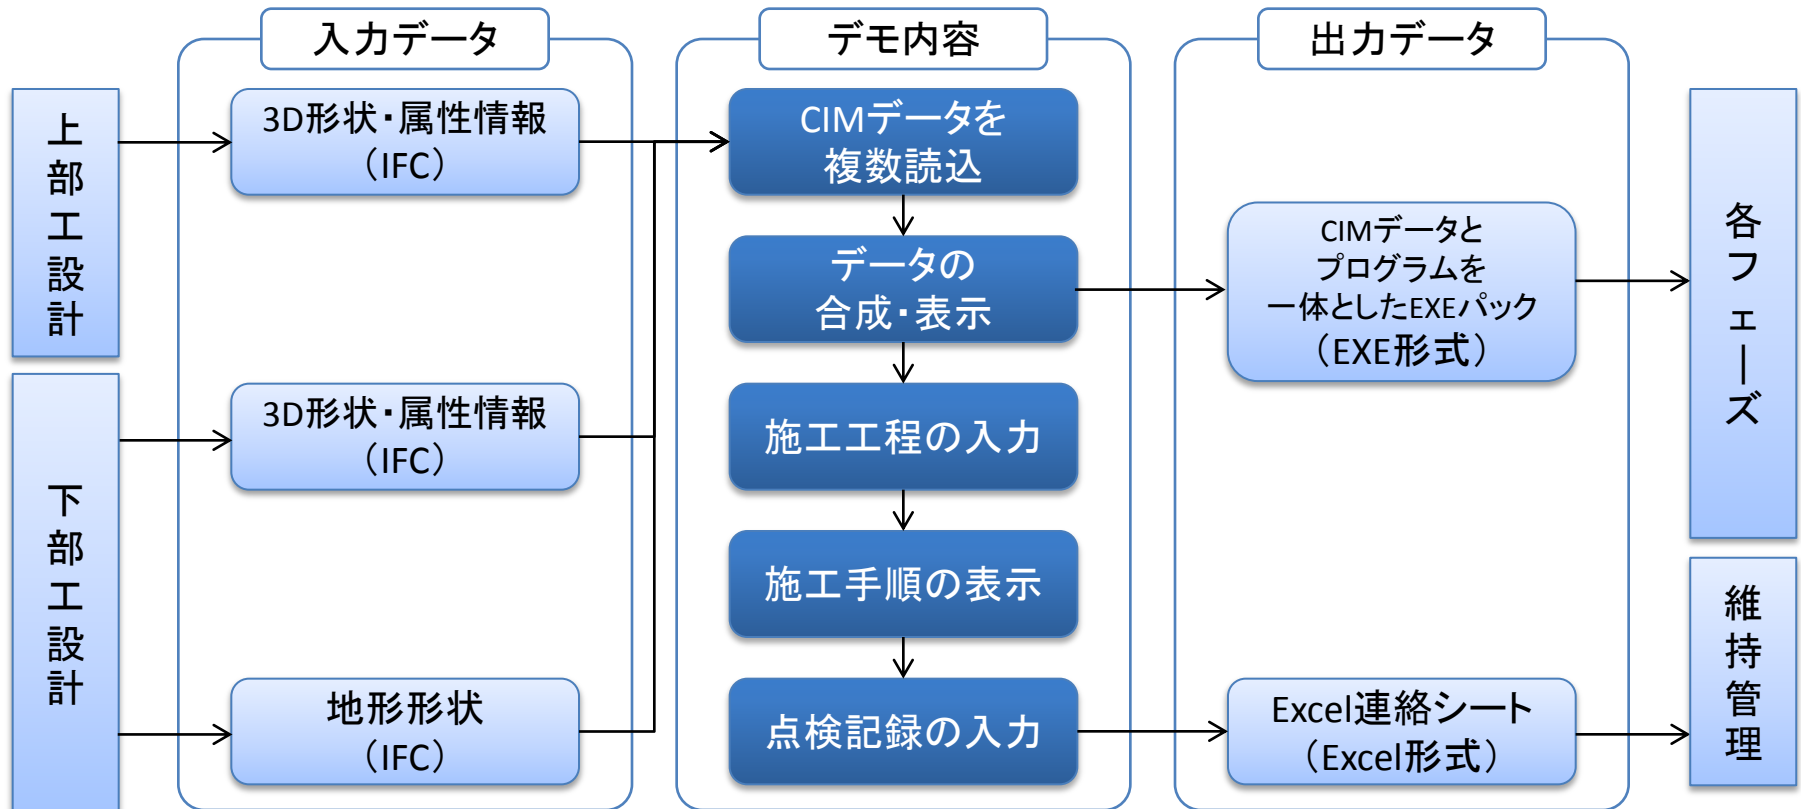 入力データ
デモ内容
出力データ
上部工設計
下部工設計
3D形状・属性情報
（IFC）
3D形状・属性情報
（IFC）
地形形状
（IFC）
CIMデータを
複数読込
データの
合成・表示
施工工程の入力
施工手順の表示
点検記録の入力
CIMデータと
プログラムを
一体としたEXEパック
（EXE形式）
Excel連絡シート
（Excel形式）
各フェーズ
維持管理